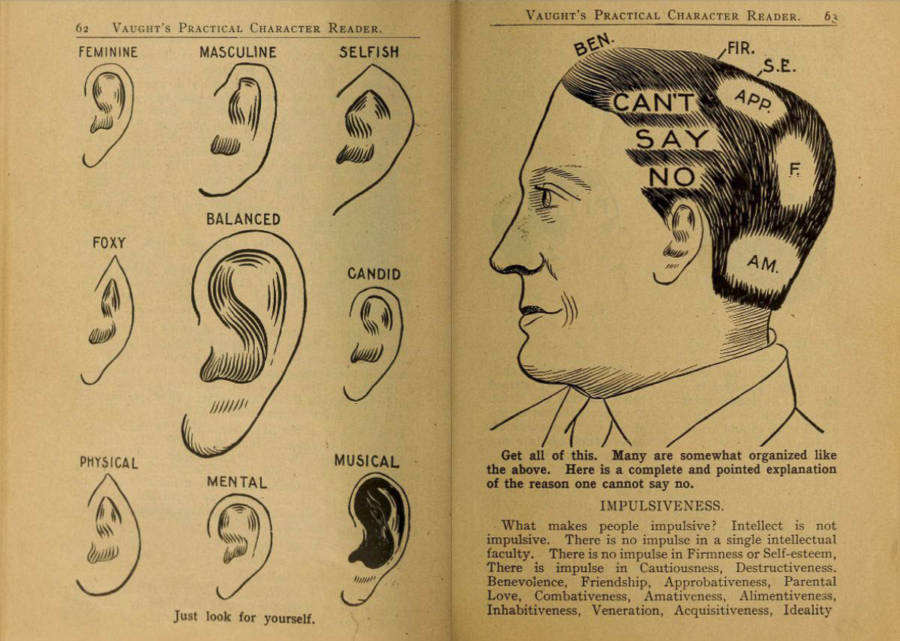 62 VAUGHT'S PRACTICAL CHARACTER READER.
FEMININE
MASCULINE
SELFISH
FOXY
BALANCED
CANDID
PHYSICAL
MENTAL
MUSICAL
Just look for yourself.
VAUGHT'S PRACTICAL CHARACTER READER. 63
BEN.
FIR.
S.E.
APP.
CAN'T
SAY
NO
F.
AM.
Get all of this. Many are somewhat organized like
the above. Here is a complete and pointed explanation
of the reason one cannot say no.
IMPULSIVENESS.
What makes people impulsive? Intellect is not
impulsive. There is no impulse in a single intellectual
faculty. There is no impulse in Firmness or Self-esteem,
There is impulse in Cautiousness, Destructiveness.
Benevolence, Friendship, Approbativeness, Parental
Love, Combativeness, Amativeness, Alimentiveness,
Inhabitiveness, Veneration, Acquisitiveness, Ideality